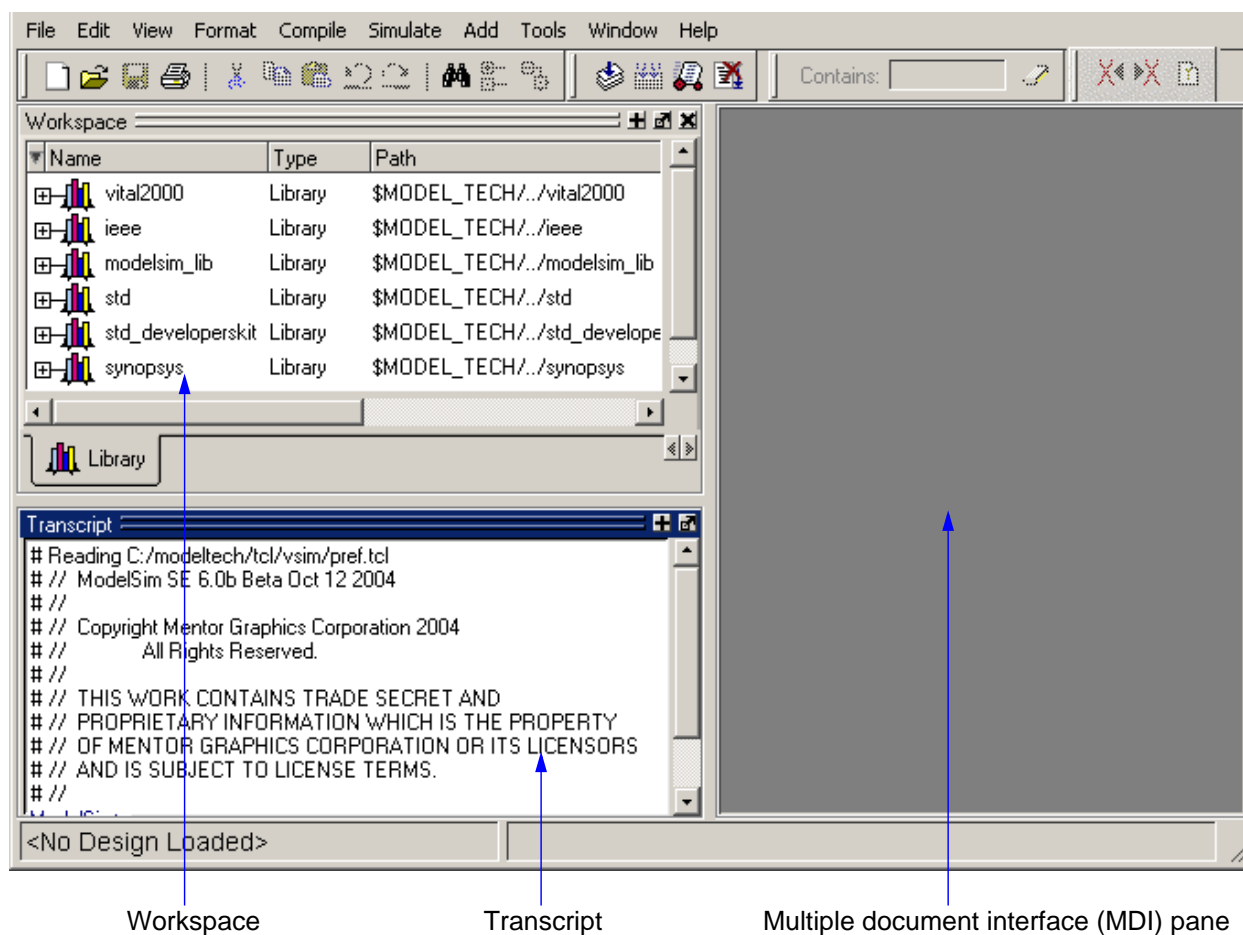 File Edit View Format Compile Simulate Add Tools Window Help
Contains:
Workspace
Name Type Path
vital2000 Library $MODEL_TECH/../vital2000
ieee Library $MODEL_TECH/../ieee
modelsim_lib Library $MODEL_TECH/../modelsim_lib
std Library $MODEL_TECH/../std
std_developerskit Library $MODEL_TECH/../std_develope
synopsys Library $MODEL_TECH/../synopsys
Library
Transcript
# Reading C:/modeltech/tcl/vsim/pref.tcl
# // ModelSim SE 6.0b Beta Oct 12 2004
# //
# // Copyright Mentor Graphics Corporation 2004
# // All Rights Reserved.
# //
# // THIS WORK CONTAINS TRADE SECRET AND
# // PROPRIETARY INFORMATION WHICH IS THE PROPERTY
# // OF MENTOR GRAPHICS CORPORATION OR ITS LICENSORS
# // AND IS SUBJECT TO LICENSE TERMS.
# //
<No Design Loaded>
Workspace Transcript Multiple document interface (MDI) pane